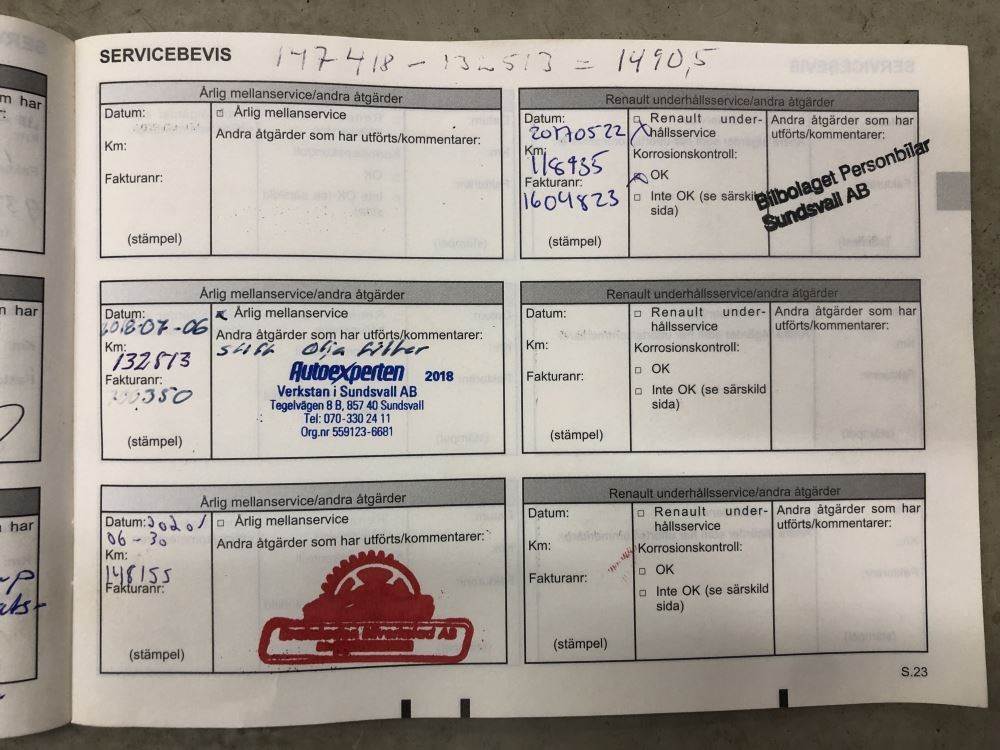 SERVICEBEVIS
147418 - 132513 = 1490,5
Årlig mellanservice/andra åtgärder
Datum:
□ Årlig mellanservice
Andra åtgärder som har utförts/kommentarer:
Km:
Fakturanr:
(stämpel)
Renault underhållsservice/andra åtgärder
Datum:
20170522
Km:
118935
Fakturanr:
1604823
(stämpel)
Renault under-
hållsservice
Korrosionskontroll:
OK
□ Inte OK (se särskild
sida)
Andra åtgärder som har
utförts/kommentarer:
Bilbolaget Personbilar
Sundsvall AB
Årlig mellanservice/andra åtgärder
Datum:
2018-07-06
Km:
132513
Fakturanr:
350
(stämpel)
Årlig mellanservice
Andra åtgärder som har utförts/kommentarer:
olja filter
Autoexperten 2018
Verkstan i Sundsvall AB
Tegelvägen 8 B, 857 40 Sundsvall
Tel: 070-330 24 11
Org.nr 559123-6681
Renault underhållsservice/andra åtgärder
Datum:
Km:
Fakturanr:
(stämpel)
□ Renault under-
hållsservice
Korrosionskontroll:
□ OK
□ Inte OK (se särskild
sida)
Andra åtgärder som har
utförts/kommentarer:
Årlig mellanservice/andra åtgärder
Datum:
06-30
Km:
148155
Fakturanr:
(stämpel)
□ Årlig mellanservice
Andra åtgärder som har utförts/kommentarer:
Renault underhållsservice/andra åtgärder
Datum:
Km:
Fakturanr:
(stämpel)
□ Renault under-
hållsservice
Korrosionskontroll:
□ OK
□ Inte OK (se särskild
sida)
Andra åtgärder som har
utförts/kommentarer:
S.23